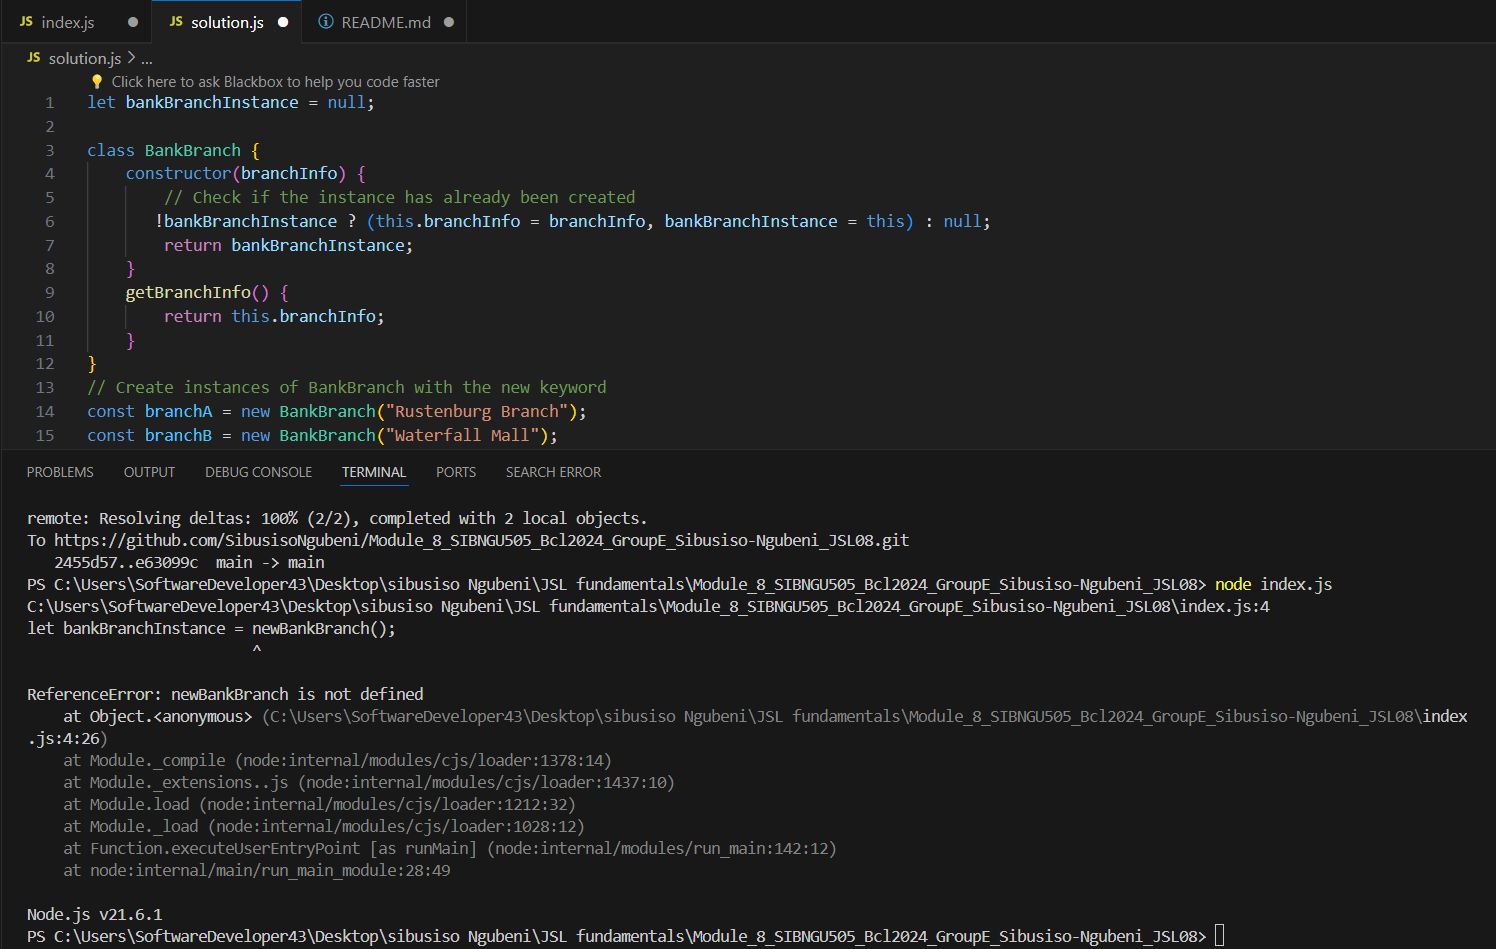 JS index.js ● JS solution.js ● ⓘ README.md ●
JS solution.js > ...
Click here to ask Blackbox to help you code faster
1 let bankBranchInstance = null;
2
3 class BankBranch {
4 constructor(branchInfo) {
5 // Check if the instance has already been created
6 !bankBranchInstance ? (this.branchInfo = branchInfo, bankBranchInstance = this) : null;
7 return bankBranchInstance;
8 }
9 getBranchInfo() {
10 return this.branchInfo;
11 }
12 }
13 // Create instances of BankBranch with the new keyword
14 const branchA = new BankBranch("Rustenburg Branch");
15 const branchB = new BankBranch("Waterfall Mall");
PROBLEMS OUTPUT DEBUG CONSOLE TERMINAL PORTS SEARCH ERROR
remote: Resolving deltas: 100% (2/2), completed with 2 local objects.
To https://github.com/SibusisoNgubeni/Module_8_SIBNGU505_Bcl2024_GroupE_Sibusiso-Ngubeni_JSL08.git
2455d57..e63099c main -> main
PS C:\Users\SoftwareDeveloper43\Desktop\sibusiso Ngubeni\JSL fundamentals\Module_8_SIBNGU505_Bcl2024_GroupE_Sibusiso-Ngubeni_JSL08> node index.js
C:\Users\SoftwareDeveloper43\Desktop\sibusiso Ngubeni\JSL fundamentals\Module_8_SIBNGU505_Bcl2024_GroupE_Sibusiso-Ngubeni_JSL08\index.js:4
let bankBranchInstance = newBankBranch();
^
ReferenceError: newBankBranch is not defined
at Object.<anonymous> (C:\Users\SoftwareDeveloper43\Desktop\sibusiso Ngubeni\JSL fundamentals\Module_8_SIBNGU505_Bcl2024_GroupE_Sibusiso-Ngubeni_JSL08\index
.js:4:26)
at Module._compile (node:internal/modules/cjs/loader:1378:14)
at Module._extensions..js (node:internal/modules/cjs/loader:1437:10)
at Module.load (node:internal/modules/cjs/loader:1212:32)
at Module._load (node:internal/modules/cjs/loader:1028:12)
at Function.executeUserEntryPoint [as runMain] (node:internal/modules/run_main:142:12)
at node:internal/main/run_main_module:28:49
Node.js v21.6.1
PS C:\Users\SoftwareDeveloper43\Desktop\sibusiso Ngubeni\JSL fundamentals\Module_8_SIBNGU505_Bcl2024_GroupE_Sibusiso-Ngubeni_JSL08>